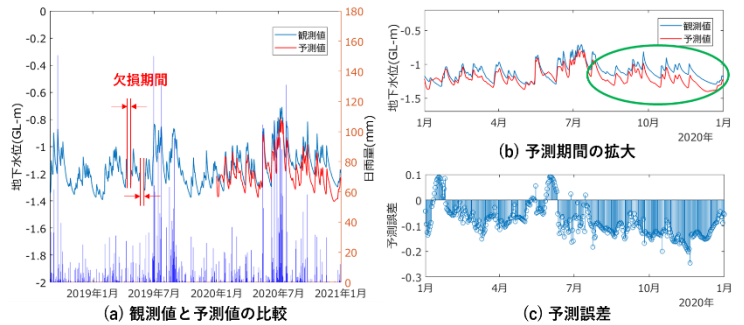 0
-0.2
-0.4
-0.6
-0.8
-1
-1.2
-1.4
-1.6
-1.8
-2
地下水位(GL-m)
観測値
予測値
欠損期間
180
160
140
120
100
80
60
40
20
0
日雨量(mm)
2019年1月 2019年7月 2020年1月 2020年7月 2021年1月
(a) 観測値と予測値の比較
-0.5
-1
-1.5
地下水位(GL-m)
観測値
予測値
1月 4月 7月 10月 1月
2020年
(b) 予測期間の拡大
0.1
0
-0.1
-0.2
-0.3
予測誤差
1月 4月 7月 10月 1月
2020年
(c) 予測誤差